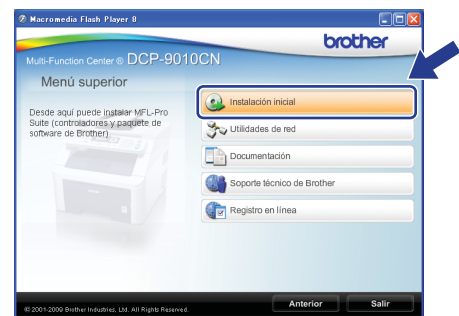 Macromedia Flash Player 8
brother
Multi-Function Center ® DCP-9010CN
Menú superior
Desde aquí puede instalar MFL-Pro
Suite (controladores y paquete de
software de Brother)
Instalación inicial
Utilidades de red
Documentación
Soporte técnico de Brother
Registro en línea
Anterior
Salir
© 2001-2009 Brother Industries, Ltd. All Rights Reserved.